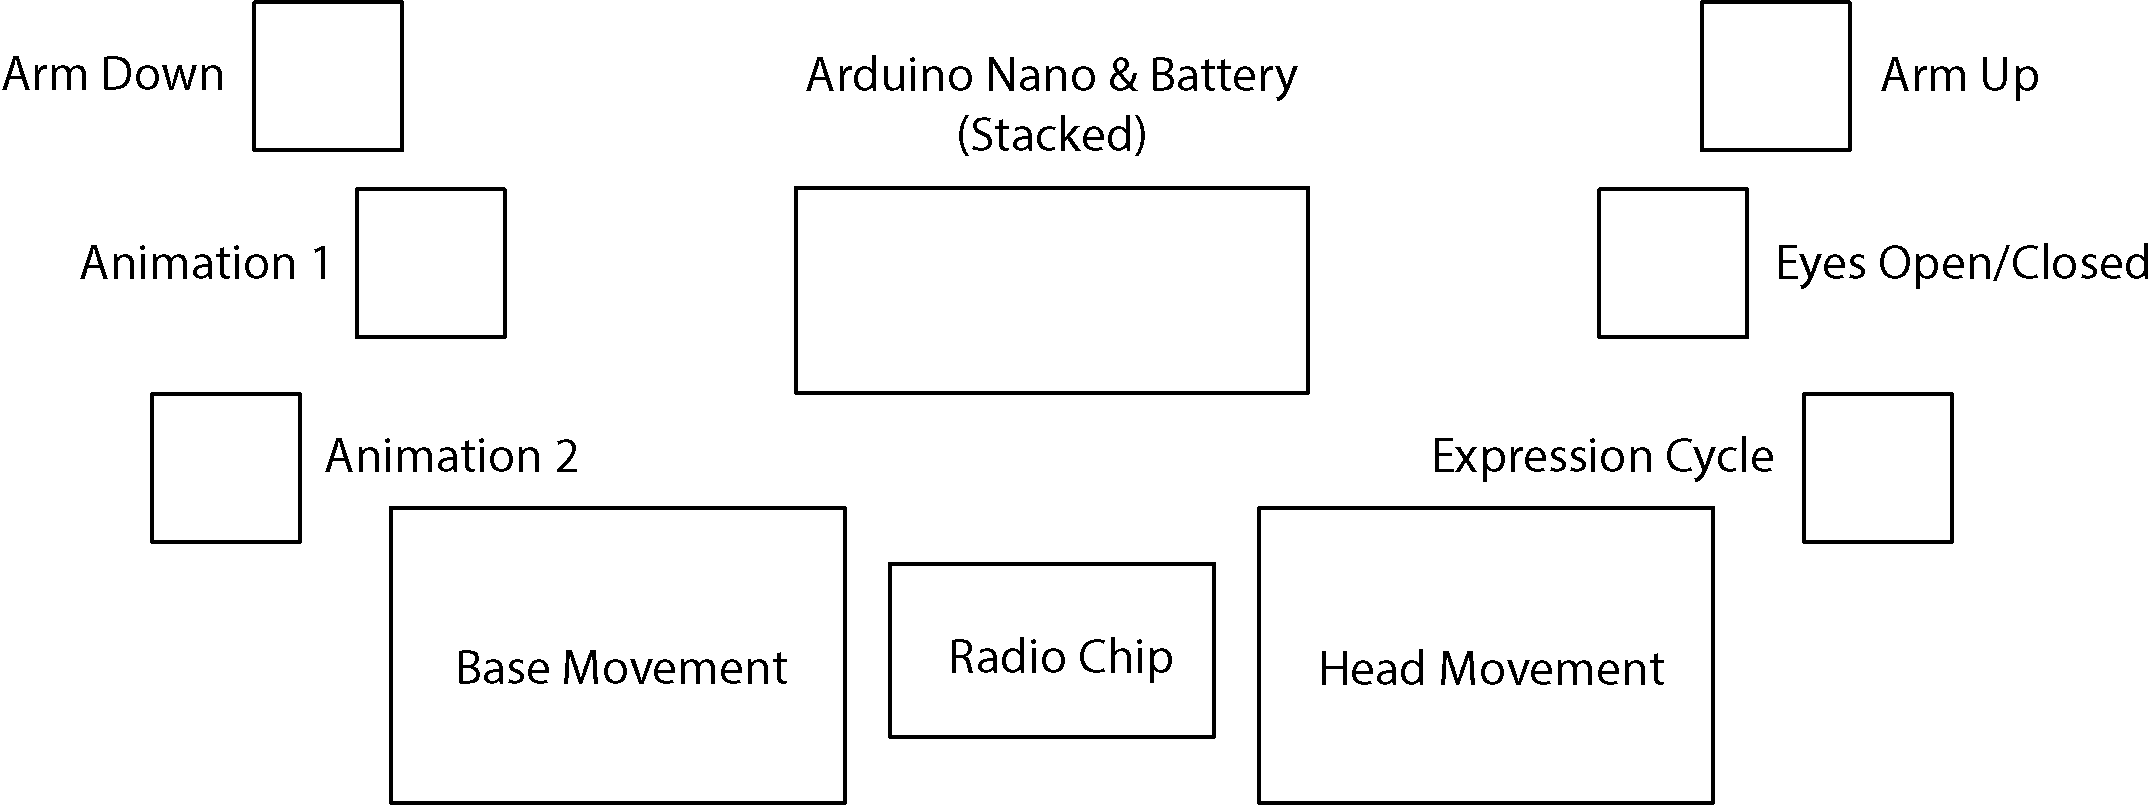 Arm Down
Arduino Nano & Battery
(Stacked)
Arm Up
Animation 1
Eyes Open/Closed
Animation 2
Expression Cycle
Base Movement
Radio Chip
Head Movement